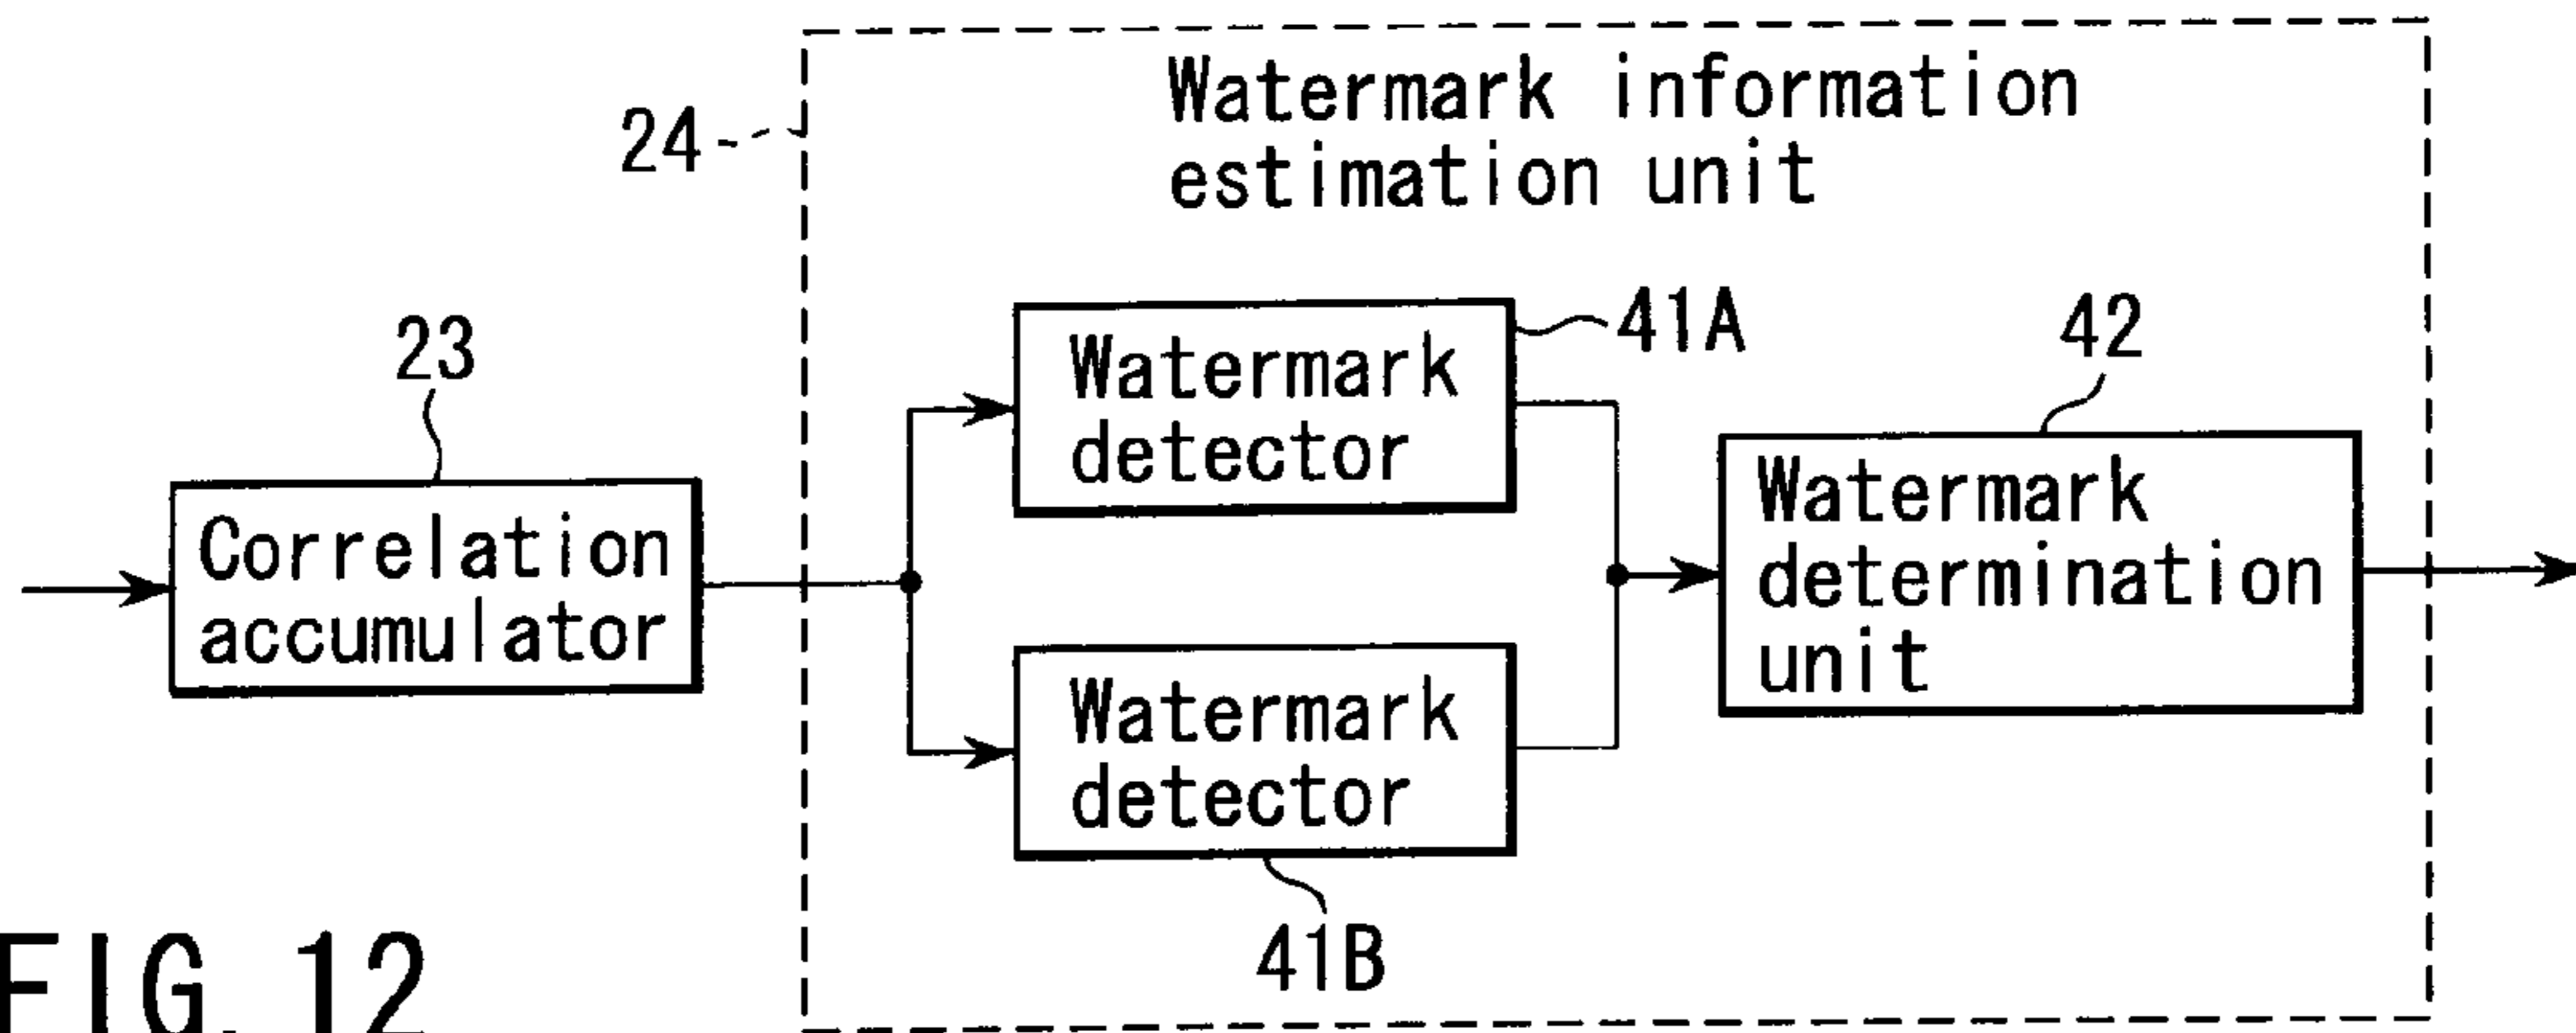 Watermark information
estimation unit
24
23
41A
42
Watermark
detector
Correlation
accumulator
Watermark
determination
unit
Watermark
detector
41B
FIG. 12